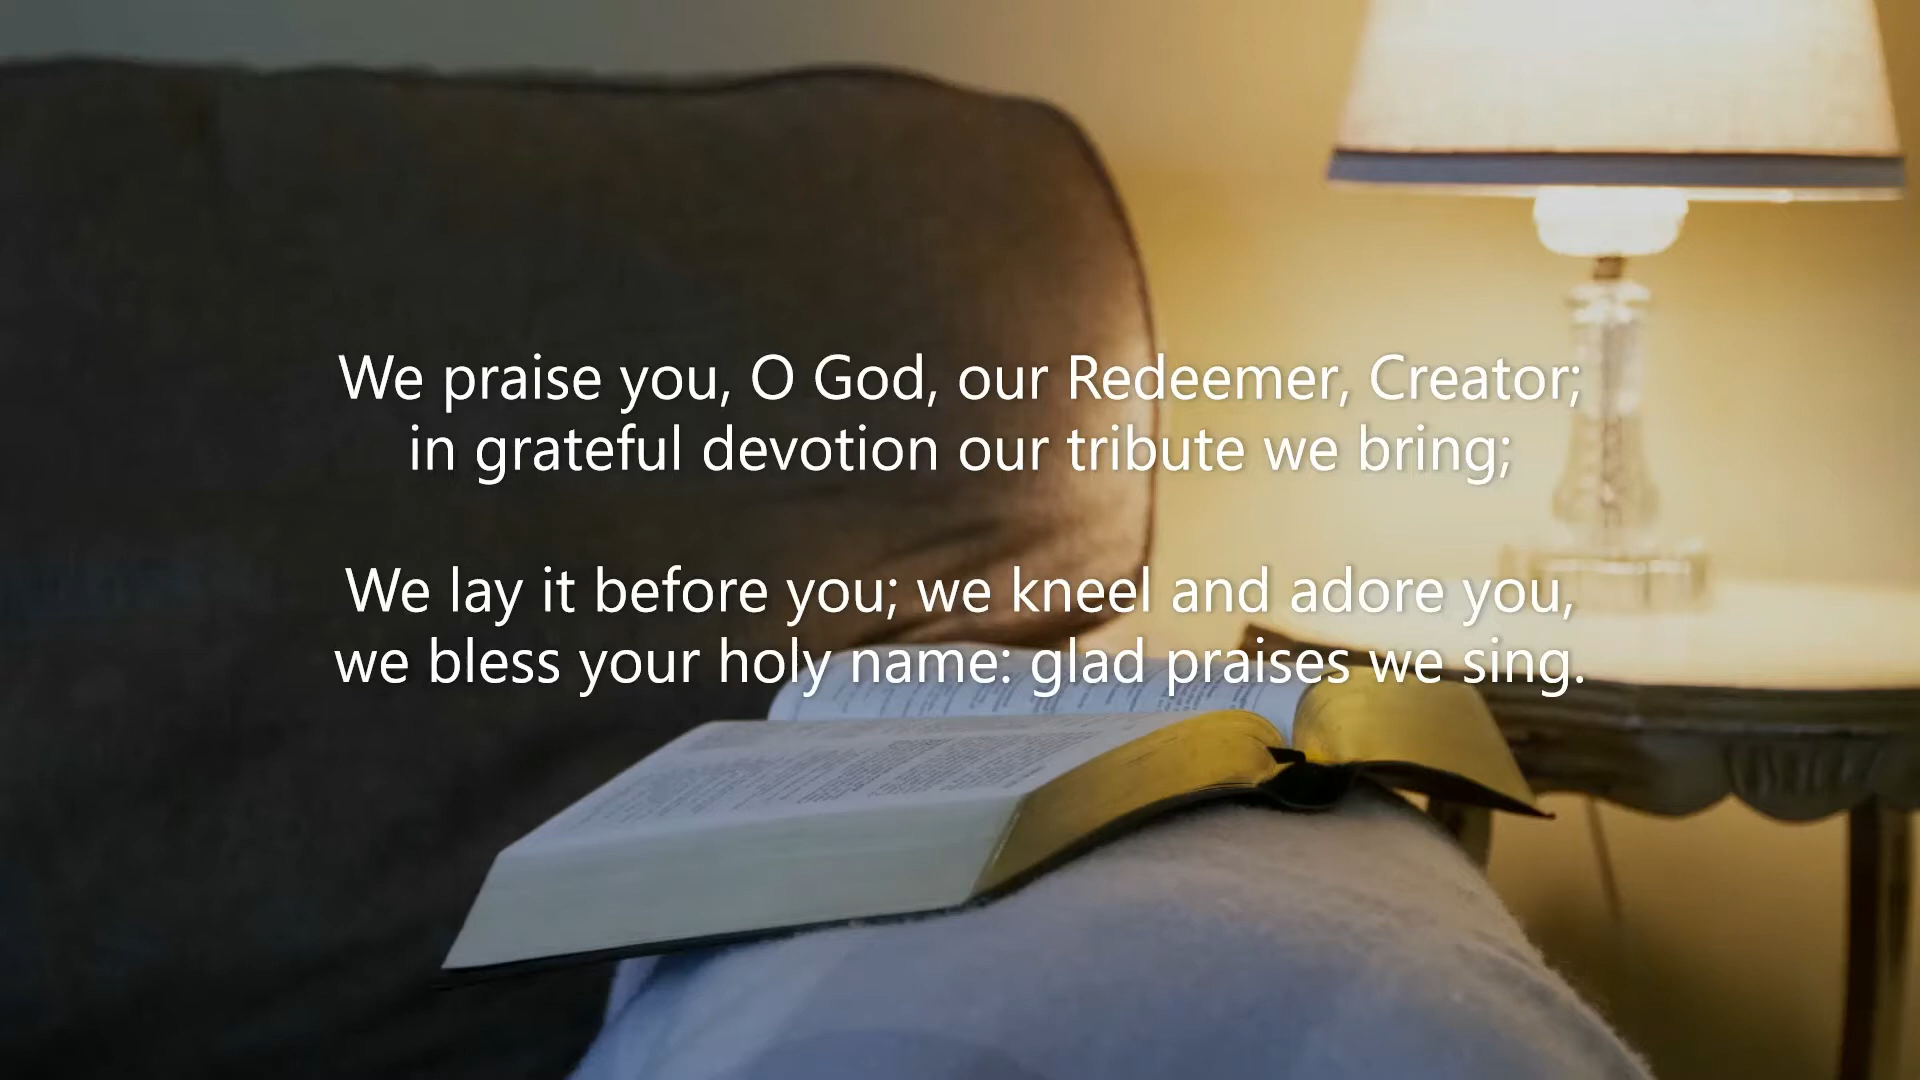 We praise you, O God, our Redeemer, Creator;
in grateful devotion our tribute we bring;
We lay it before you; we kneel and adore you,
we bless your holy name: glad praises we sing.